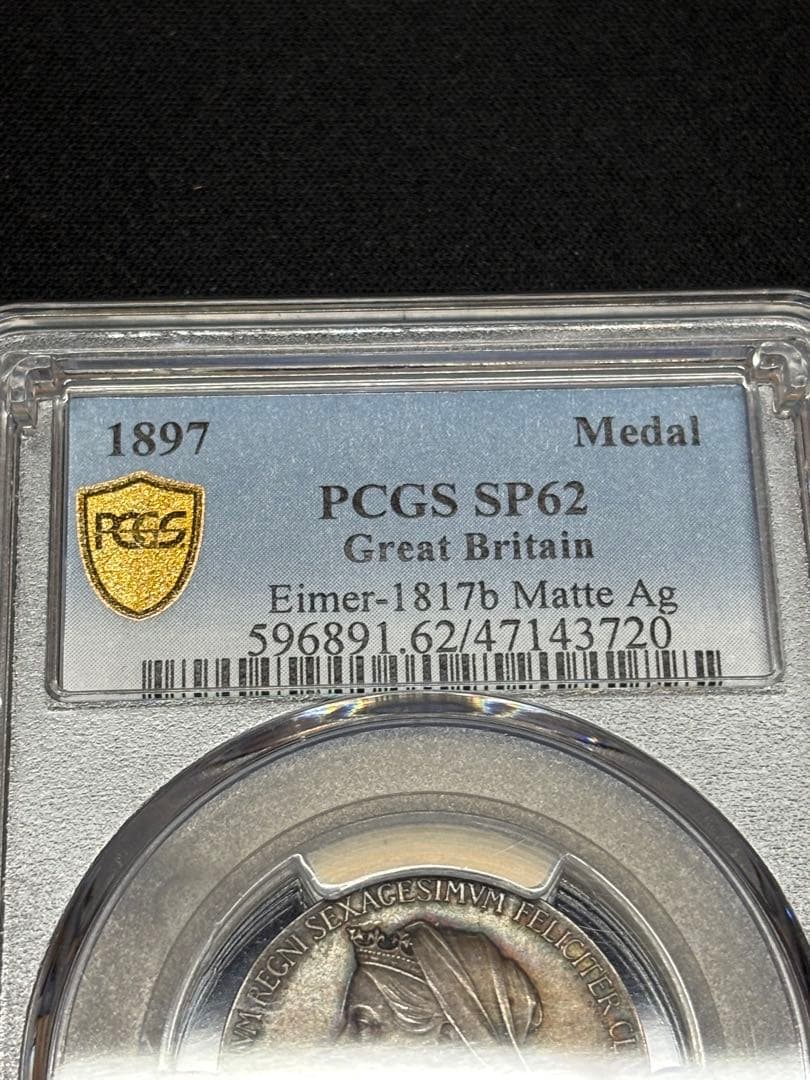 1897
Medal
PCGS
PCGS SP62
Great Britain
Eimer-1817b Matte Ag
596891.62/47143720
REGNI SEXAGESIMVM FELICITER